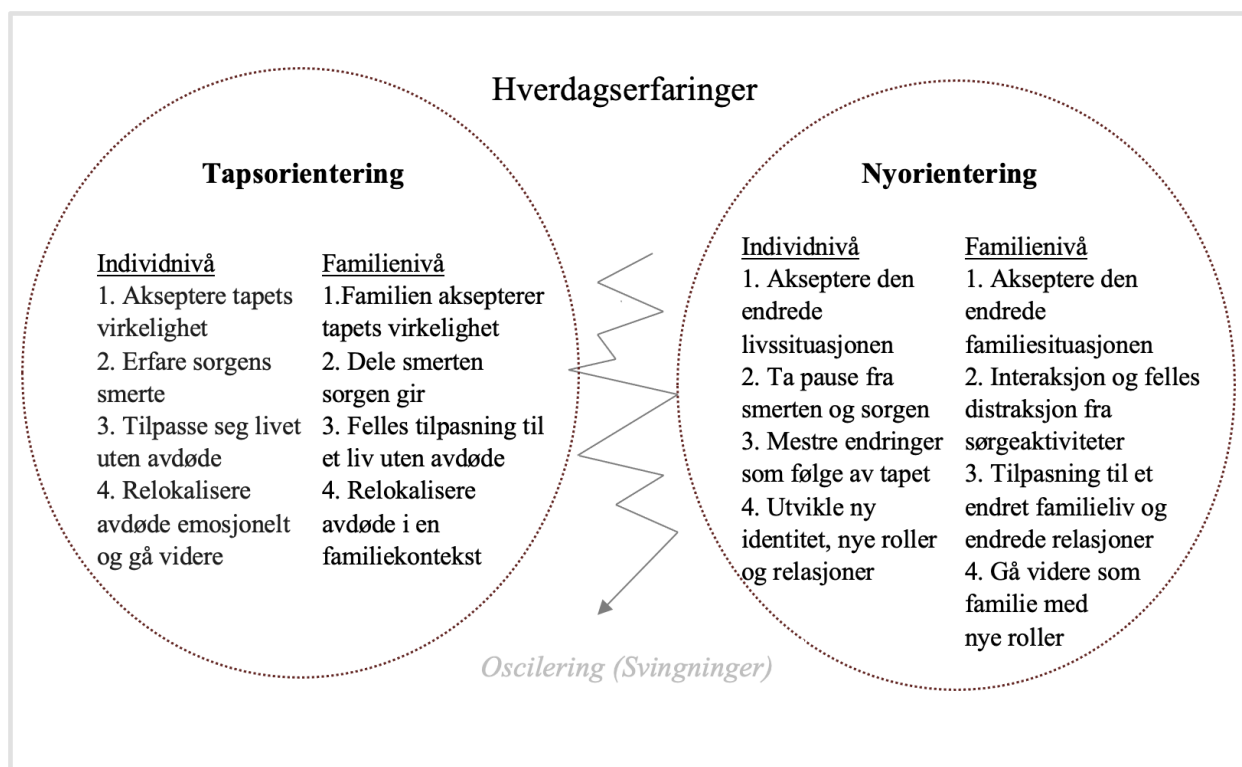 Hverdagserfaringer
Tapsorientering
Individnivå
1. Akseptere tapets
virkelighet
2. Erfare sorgens
smerte
3. Tilpasse seg livet
uten avdøde
4. Relokalisere
avdøde emosjonelt
og gå videre
Familienivå
1.Familien aksepterer
tapets virkelighet
2. Dele smerten
sorgen gir
3. Felles tilpasning til
et liv uten avdøde
4. Relokalisere
avdøde i en
familiekontekst
Nyorientering
Individnivå
1. Akseptere den
endrede
livssituasjonen
2. Ta pause fra
smerten og sorgen
3. Mestre endringer
som følge av tapet
4. Utvikle ny
identitet, nye roller
og relasjoner
Familienivå
1. Akseptere den
endrede
familiesituasjonen
2. Interaksjon og felles
distraksjon fra
sørgeaktiviteter
3. Tilpasning til et
endret familieliv og
endrede relasjoner
4. Gå videre som
familie med
nye roller
Oscilering (Svingninger)